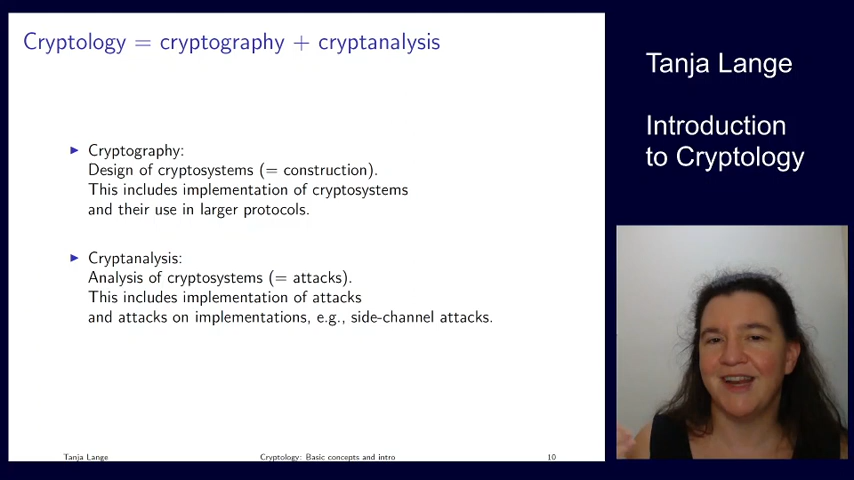 Cryptology = cryptography + cryptanalysis
▶ Cryptography:
Design of cryptosystems (= construction).
This includes implementation of cryptosystems
and their use in larger protocols.
▶ Cryptanalysis:
Analysis of cryptosystems (= attacks).
This includes implementation of attacks
and attacks on implementations, e.g., side-channel attacks.
Tanja Lange
Cryptology: Basic concepts and intro
10
Tanja Lange
Introduction
to Cryptology